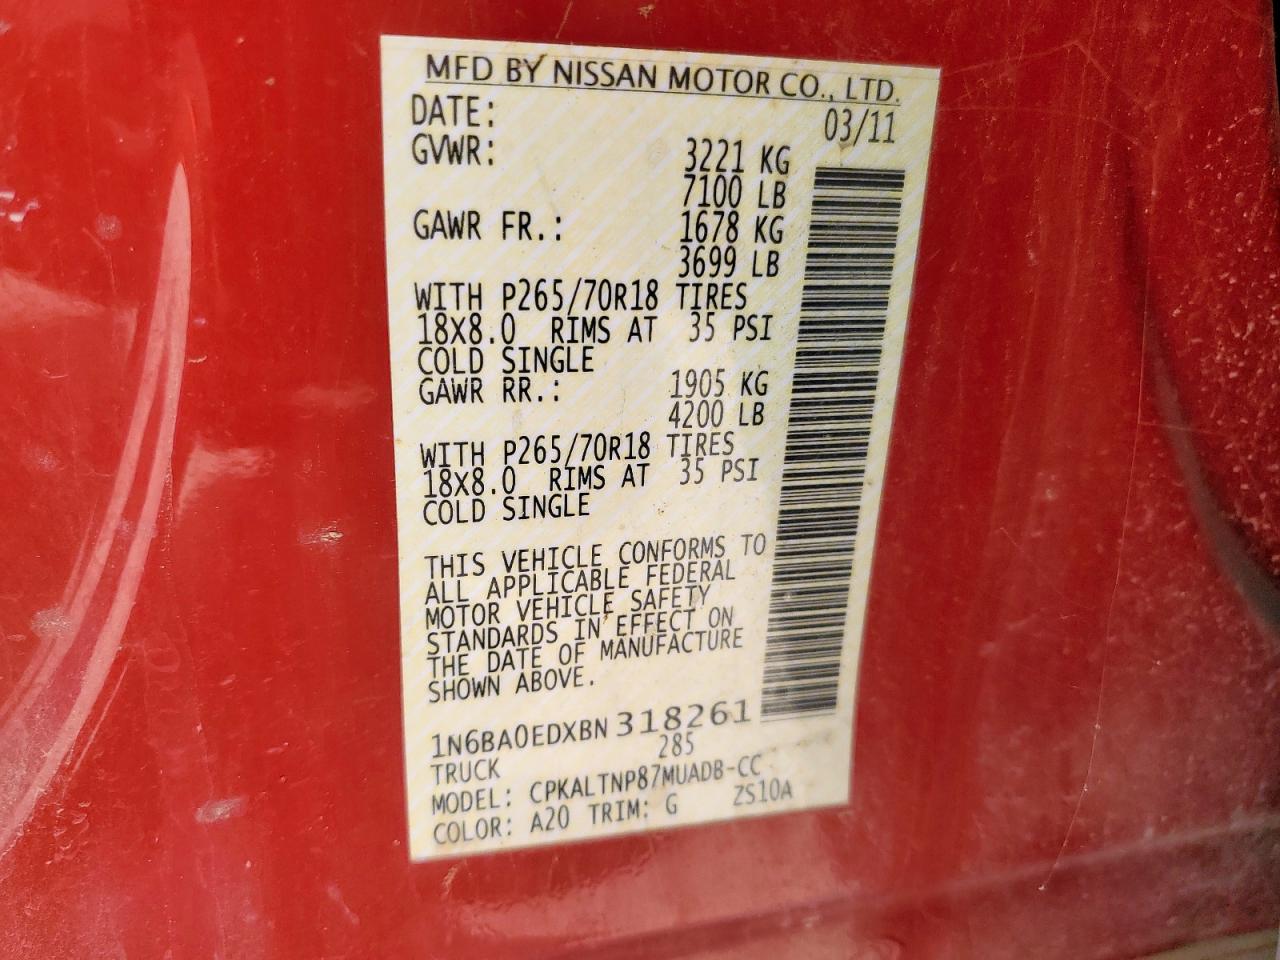 MFD BY NISSAN MOTOR CO., LTD.
DATE: 03/11
GVWR: 3221 KG
7100 LB
GAWR FR.: 1678 KG
3699 LB
WITH P265/70R18 TIRES
18X8.0 RIMS AT 35 PSI
COLD SINGLE
GAWR RR.: 1905 KG
4200 LB
WITH P265/70R18 TIRES
18X8.0 RIMS AT 35 PSI
COLD SINGLE
THIS VEHICLE CONFORMS TO
ALL APPLICABLE FEDERAL
MOTOR VEHICLE SAFETY
STANDARDS IN EFFECT ON
THE DATE OF MANUFACTURE
SHOWN ABOVE.
1N6BA0EDXBN 318261
TRUCK 285
MODEL: CPKALTNP87MUADB-CC
COLOR: A20 TRIM: G ZS10A